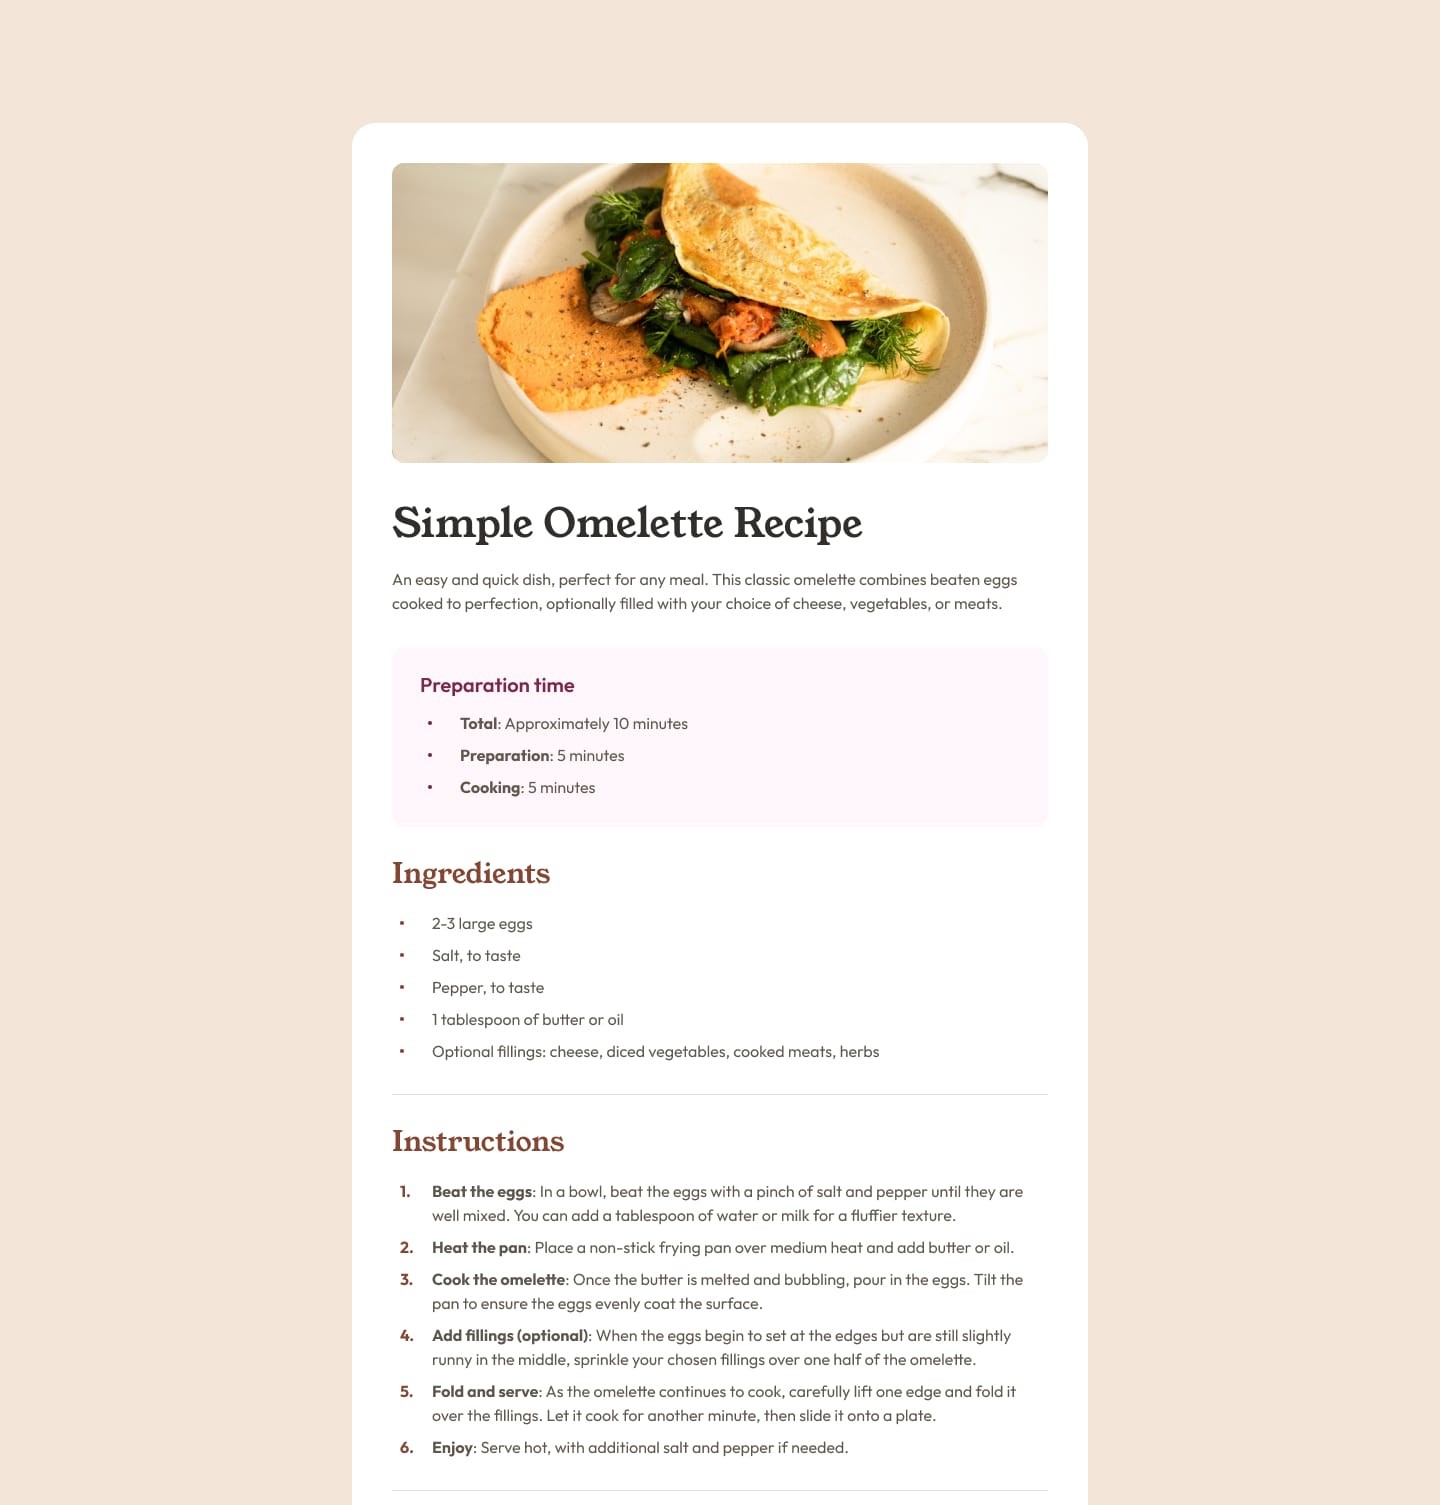 Simple Omelette Recipe
An easy and quick dish, perfect for any meal. This classic omelette combines beaten eggs
cooked to perfection, optionally filled with your choice of cheese, vegetables, or meats.
Preparation time
• Total: Approximately 10 minutes
• Preparation: 5 minutes
• Cooking: 5 minutes
Ingredients
• 2-3 large eggs
• Salt, to taste
• Pepper, to taste
• 1 tablespoon of butter or oil
• Optional fillings: cheese, diced vegetables, cooked meats, herbs
Instructions
1. Beat the eggs: In a bowl, beat the eggs with a pinch of salt and pepper until they are
well mixed. You can add a tablespoon of water or milk for a fluffier texture.
2. Heat the pan: Place a non-stick frying pan over medium heat and add butter or oil.
3. Cook the omelette: Once the butter is melted and bubbling, pour in the eggs. Tilt the
pan to ensure the eggs evenly coat the surface.
4. Add fillings (optional): When the eggs begin to set at the edges but are still slightly
runny in the middle, sprinkle your chosen fillings over one half of the omelette.
5. Fold and serve: As the omelette continues to cook, carefully lift one edge and fold it
over the fillings. Let it cook for another minute, then slide it onto a plate.
6. Enjoy: Serve hot, with additional salt and pepper if needed.